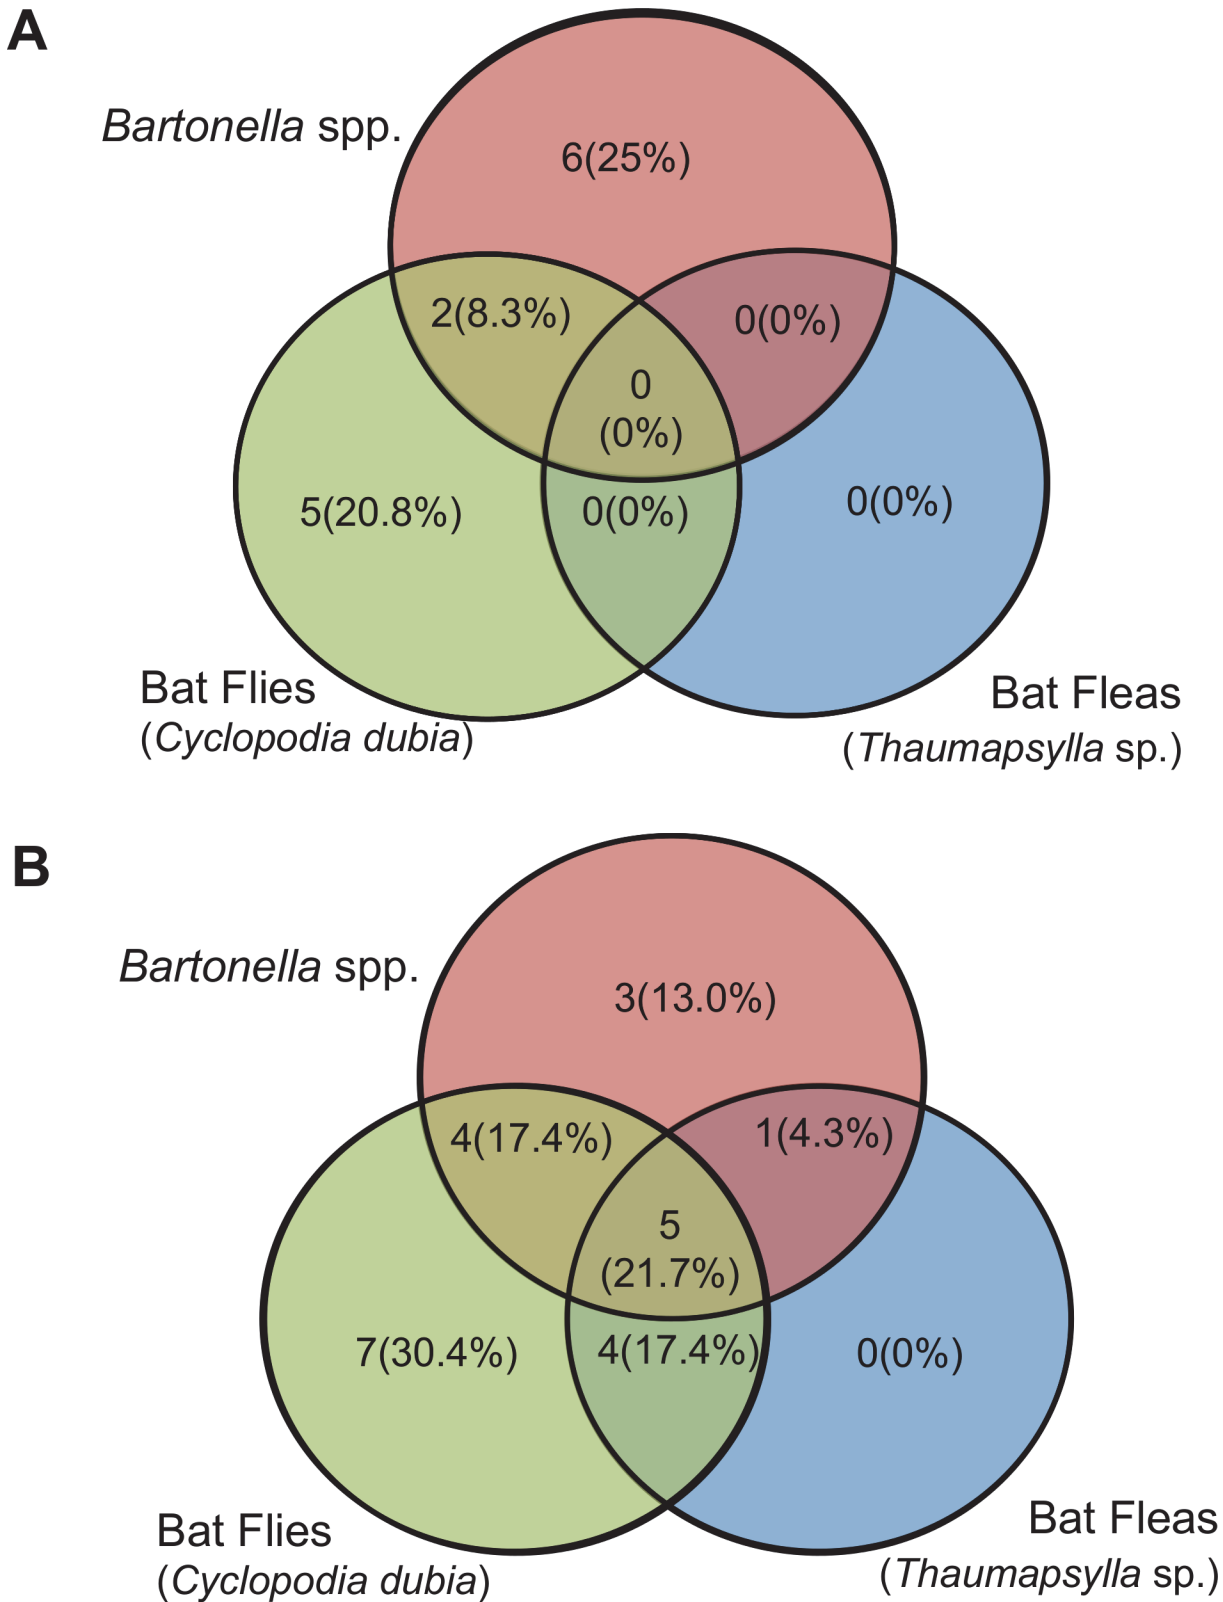 A
Bartonella spp.
6(25%)
2(8.3%)
0(0%)
0
(0%)
5(20.8%)
0(0%)
0(0%)
Bat Flies
(Cyclopodia dubia)
Bat Fleas
(Thaumapsylla sp.)
B
Bartonella spp.
3(13.0%)
4(17.4%)
1(4.3%)
5
(21.7%)
7(30.4%)
4(17.4%)
0(0%)
Bat Flies
(Cyclopodia dubia)
Bat Fleas
(Thaumapsylla sp.)